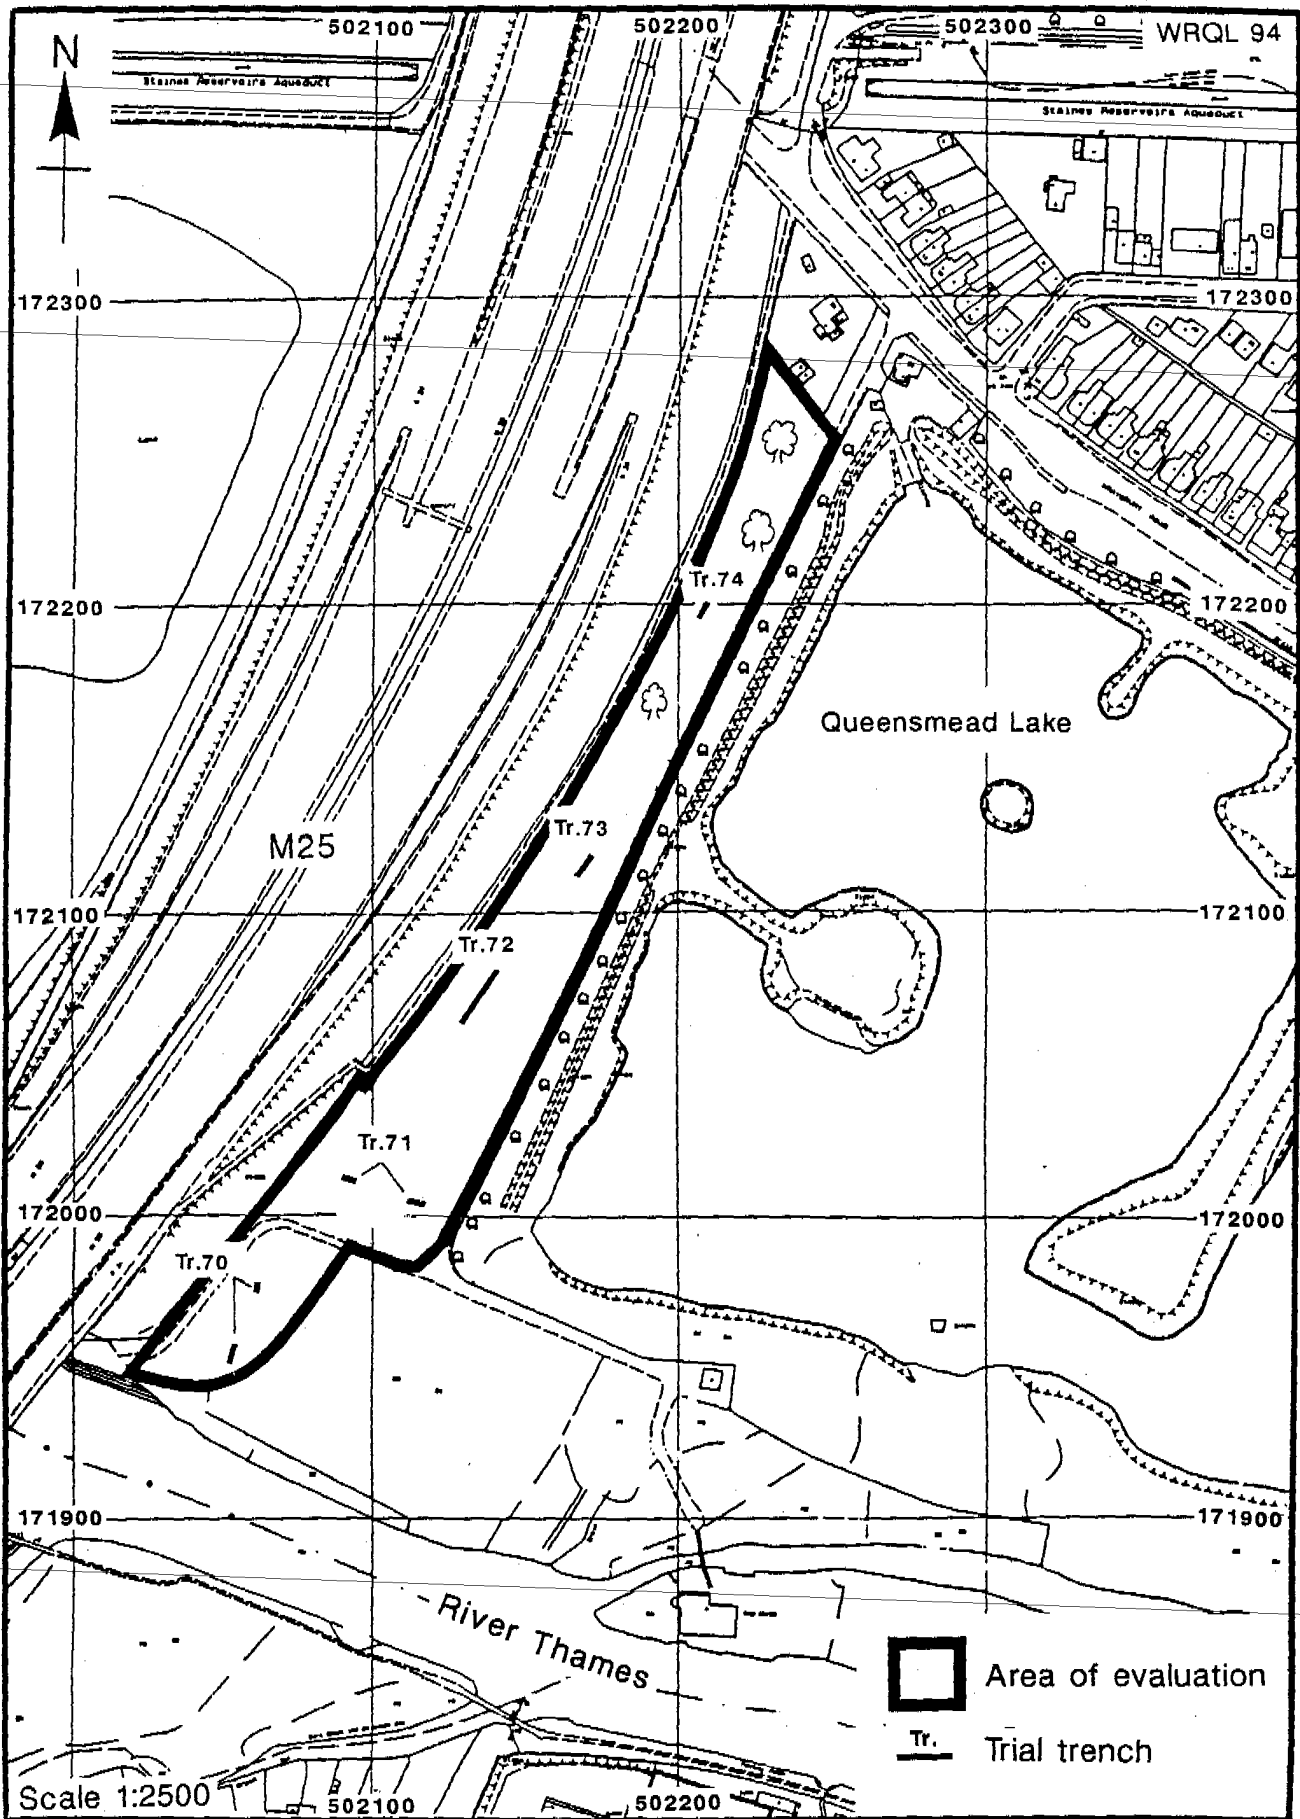 502100
502200
502300
WRQL 94
N
Staines Reservoirs Aqueduct
Staines Reservoirs Aqueduct
172300
172300
Tr.74
172200
172200
Queensmead Lake
Tr.73
M25
172100
172100
Tr.72
Tr.71
172000
172000
Tr.70
171900
171900
River Thames
Area of evaluation
Tr.
Trial trench
Scale 1:2500
502100
502200